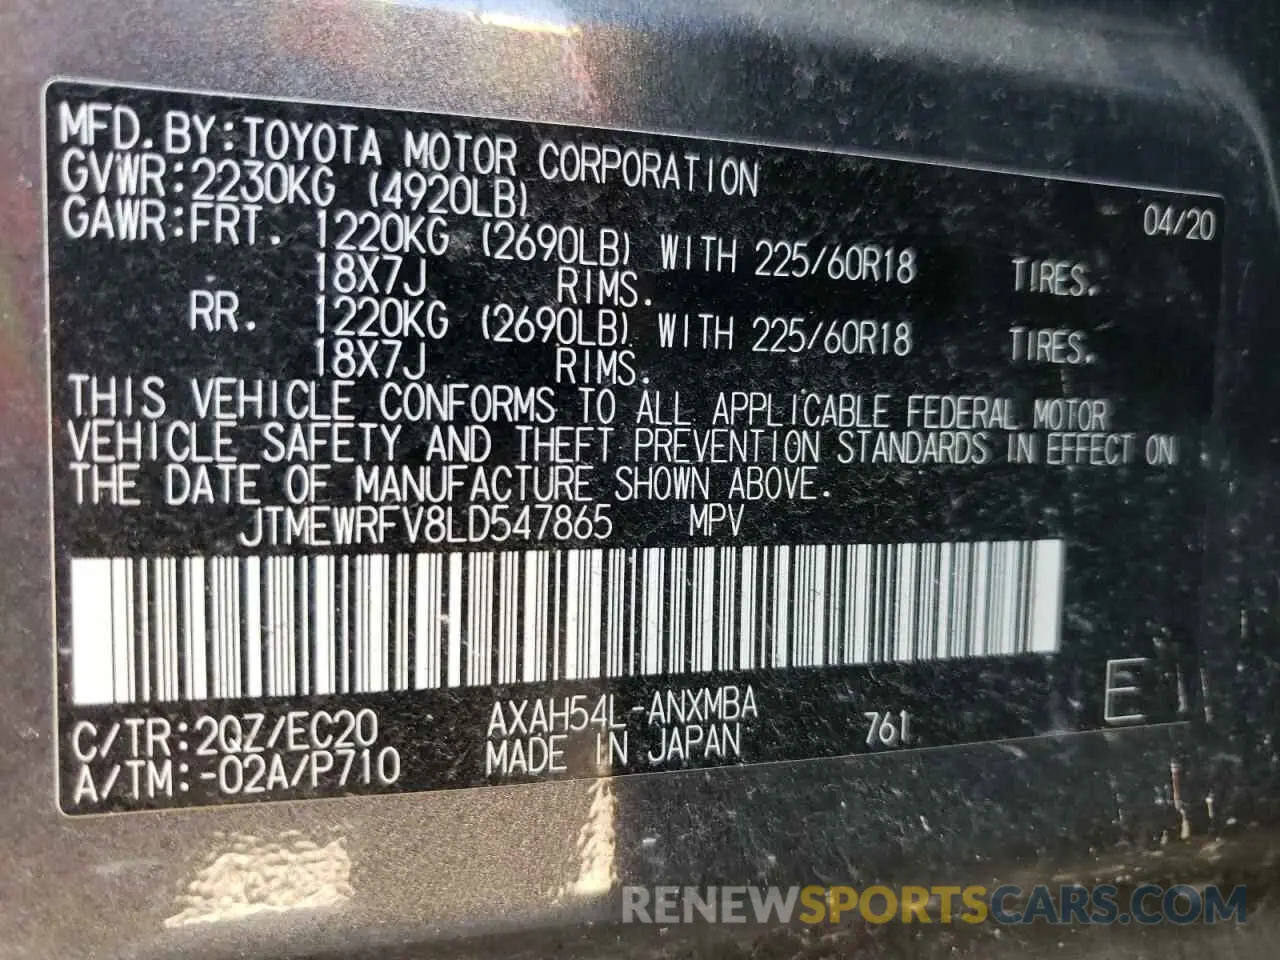 MFD.BY:TOYOTA MOTOR CORPORATION
GVWR:2230KG (4920LB) 04/20
GAWR:FRT. 1220KG (2690LB) WITH 225/60R18 TIRES.
18X7J RIMS.
RR. 1220KG (2690LB) WITH 225/60R18 TIRES.
18X7J RIMS.
THIS VEHICLE CONFORMS TO ALL APPLICABLE FEDERAL MOTOR
VEHICLE SAFETY AND THEFT PREVENTION STANDARDS IN EFFECT ON
THE DATE OF MANUFACTURE SHOWN ABOVE.
JTMEWRFV8LD547865 MPV
C/TR:2QZ/EC20 AXAH54L-ANXMBA 761
A/TM:-02A/P710 MADE IN JAPAN
RENEWSPORTSCARS.COM